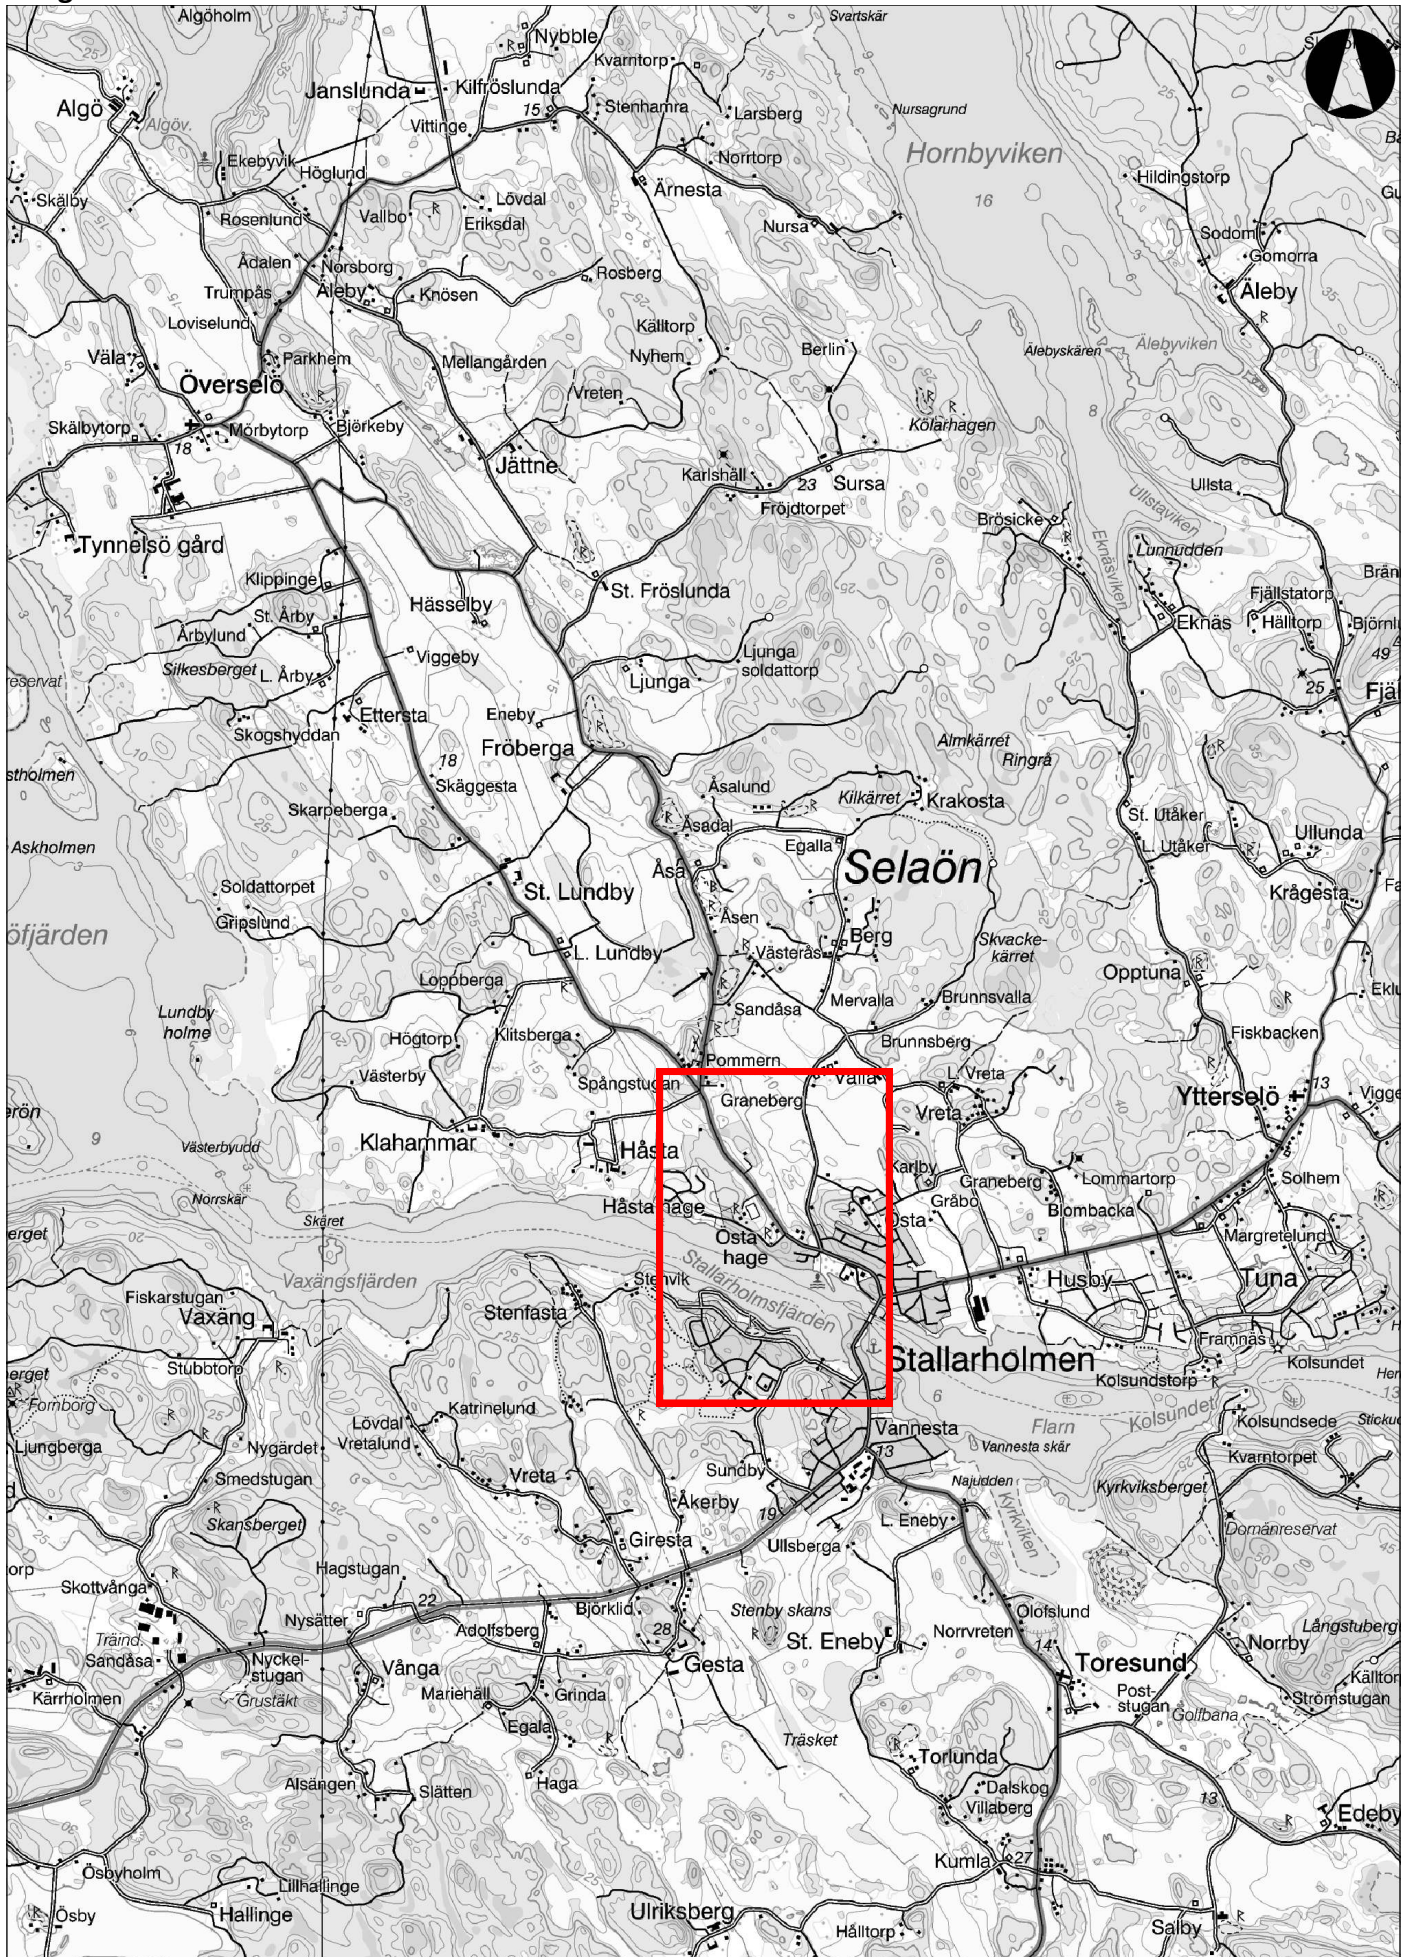 Algöholm
Svartskär
Nybble
Kvarntorp
Janslunda
Kilfröslunda
Algö
15
Stenhamra
Larsberg
Nursagrund
Algöv.
Vittinge
Hornbyviken
Ekebyvik
Norrtorp
Höglund
Ärnesta
Hildingstorp
Skälby
Lövdal
16
Rosenlund
Vallbo
Eriksdal
Nursa
Sodom
Gomorra
Ådalen
Norsborg
Rosberg
Trumpås
Åleby
Knösen
Äleby
Loviselund
Källtorp
Berlin
Älebyskären
Älebyviken
Väla
Parkhem
Mellangården
Nyhem
Överselö
Vreten
8
Skälbytorp
Mörbytorp
Björkeby
Kolarhagen
18
Jättne
Karlshäll
23
Sursa
Ullsta
Fröjdtorpet
Ullstaviken
Brösicke
Tynnelsö gård
Eknäsviken
Lunnudden
Klippinge
St. Fröslunda
Fjällstatorp
Hässelby
St. Årby
Eknäs
Hälltorp
Årbylund
Viggeby
Ljunga
soldattorp
Silkesberget
L. Årby
Ljunga
49
25
Ettersta
Eneby
Skogshyddan
Fröberga
Almkärret
Ringrå
18
Skäggesta
Åsalund
Kilkärret
Krakosta
Skarpeberga
St. Utåker
Åsadal
Ullunda
Askholmen
Egalla
L. Utåker
Selaön
Åsa
Soldattorpet
St. Lundby
Krågesta
Gripslund
Åsen
Berg
Skvacke-
kärret
L. Lundby
Västerås
Opptuna
Loppberga
Mervalla
Brunnsvalla
Lundby
holme
Sandåsa
Högtorp
Klitsberga
Brunnsberg
Fiskbacken
Pommern
Västerby
Spångstugan
Valla
L. Vreta
13
Graneberg
Ytterselö
Vreta
9
Klahammar
Västerbyudd
Håsta
Karlby
Lommartorp
Graneberg
Solhem
Norrskär
Håsta hage
Gråbo
Blombacka
Skäret
Östa
Östa
hage
Margretelund
Stallarholmsfjärden
Vaxängsfjärden
Stenvik
Husby
Tuna
Fiskarstugan
Stenfasta
Vaxäng
Framnäs
Stubbtorp
Stallarholmen
Kolsundet
Kolsundstorp
6
Fornborg
Katrinelund
Flarn
Kolsundet
Kolsundsede
Lövdal
Vannesta
Ljungberga
Nygärdet
Vretalund
13
Vannesta skär
Kvarntorpet
Smedstugan
Vreta
Sundby
Najudden
Kyrkviksberget
Åkerby
Skansberget
19
Kyrkviken
L. Eneby
Domänreservat
Giresta
Ullsberga
Hagstugan
Skottvånga
Björklid
Stenby skans
Olofslund
Nysätter
22
Adolfsberg
28
St. Eneby
Norrvreten
Träind.
14
Norrby
Sandåsa
Nyckel-
stugan
Vånga
Gesta
Toresund
Kärrholmen
Grustäkt
Mariehäll
Grinda
Post-
stugan
Strömstugan
Egala
Träsket
Golfbana
Torlunda
Alsängen
Slätten
Haga
Dalskog
Villaberg
13
Edeby
Kumla
27
Ösbyholm
Lillhallinge
Ösby
Hallinge
Ulriksberg
Hålltorp
Salby